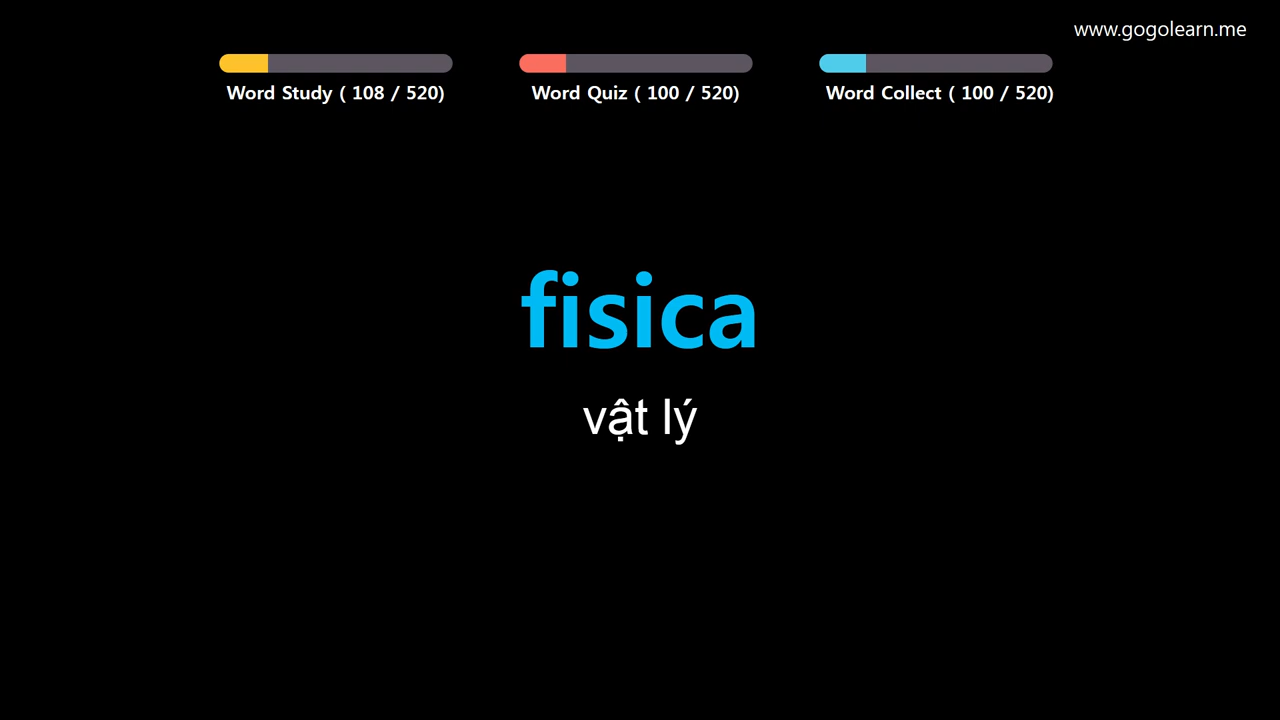 www.gogolearn.me
Word Study ( 108 / 520)
Word Quiz ( 100 / 520)
Word Collect ( 100 / 520)
fisica
vật lý